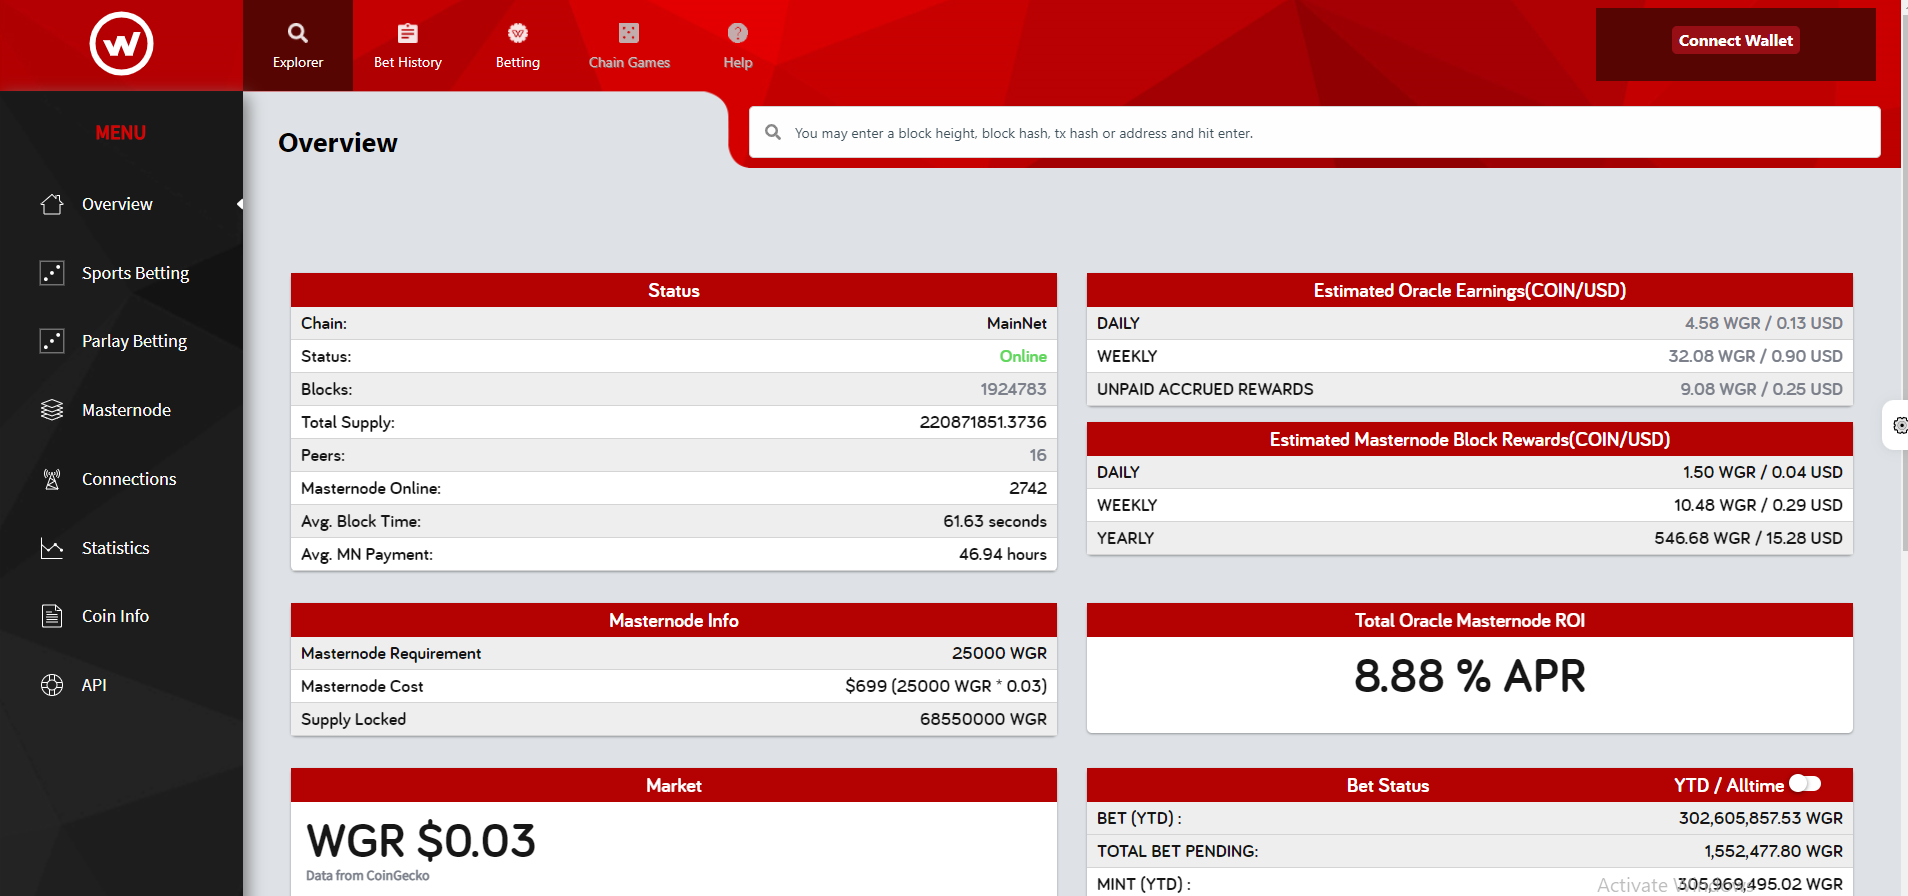 W
Explorer
Bet History
Betting
Chain Games
Help
Connect Wallet
MENU
Overview
Sports Betting
Parlay Betting
Masternode
Connections
Statistics
Coin Info
API
Overview
You may enter a block height, block hash, tx hash or address and hit enter.
Status
Chain: MainNet
Status: Online
Blocks: 1924783
Total Supply: 220871851.3736
Peers: 16
Masternode Online: 2742
Avg. Block Time: 61.63 seconds
Avg. MN Payment: 46.94 hours
Estimated Oracle Earnings(COIN/USD)
DAILY 4.58 WGR / 0.13 USD
WEEKLY 32.08 WGR / 0.90 USD
UNPAID ACCRUED REWARDS 9.08 WGR / 0.25 USD
Estimated Masternode Block Rewards(COIN/USD)
DAILY 1.50 WGR / 0.04 USD
WEEKLY 10.48 WGR / 0.29 USD
YEARLY 546.68 WGR / 15.28 USD
Masternode Info
Masternode Requirement 25000 WGR
Masternode Cost $699 (25000 WGR * 0.03)
Supply Locked 68550000 WGR
Total Oracle Masternode ROI
8.88 % APR
Market
WGR $0.03
Data from CoinGecko
Bet Status YTD / Alltime
BET (YTD) : 302,605,857.53 WGR
TOTAL BET PENDING: 1,552,477.80 WGR
MINT (YTD) : 305,969,495.02 WGR
Activate Windows